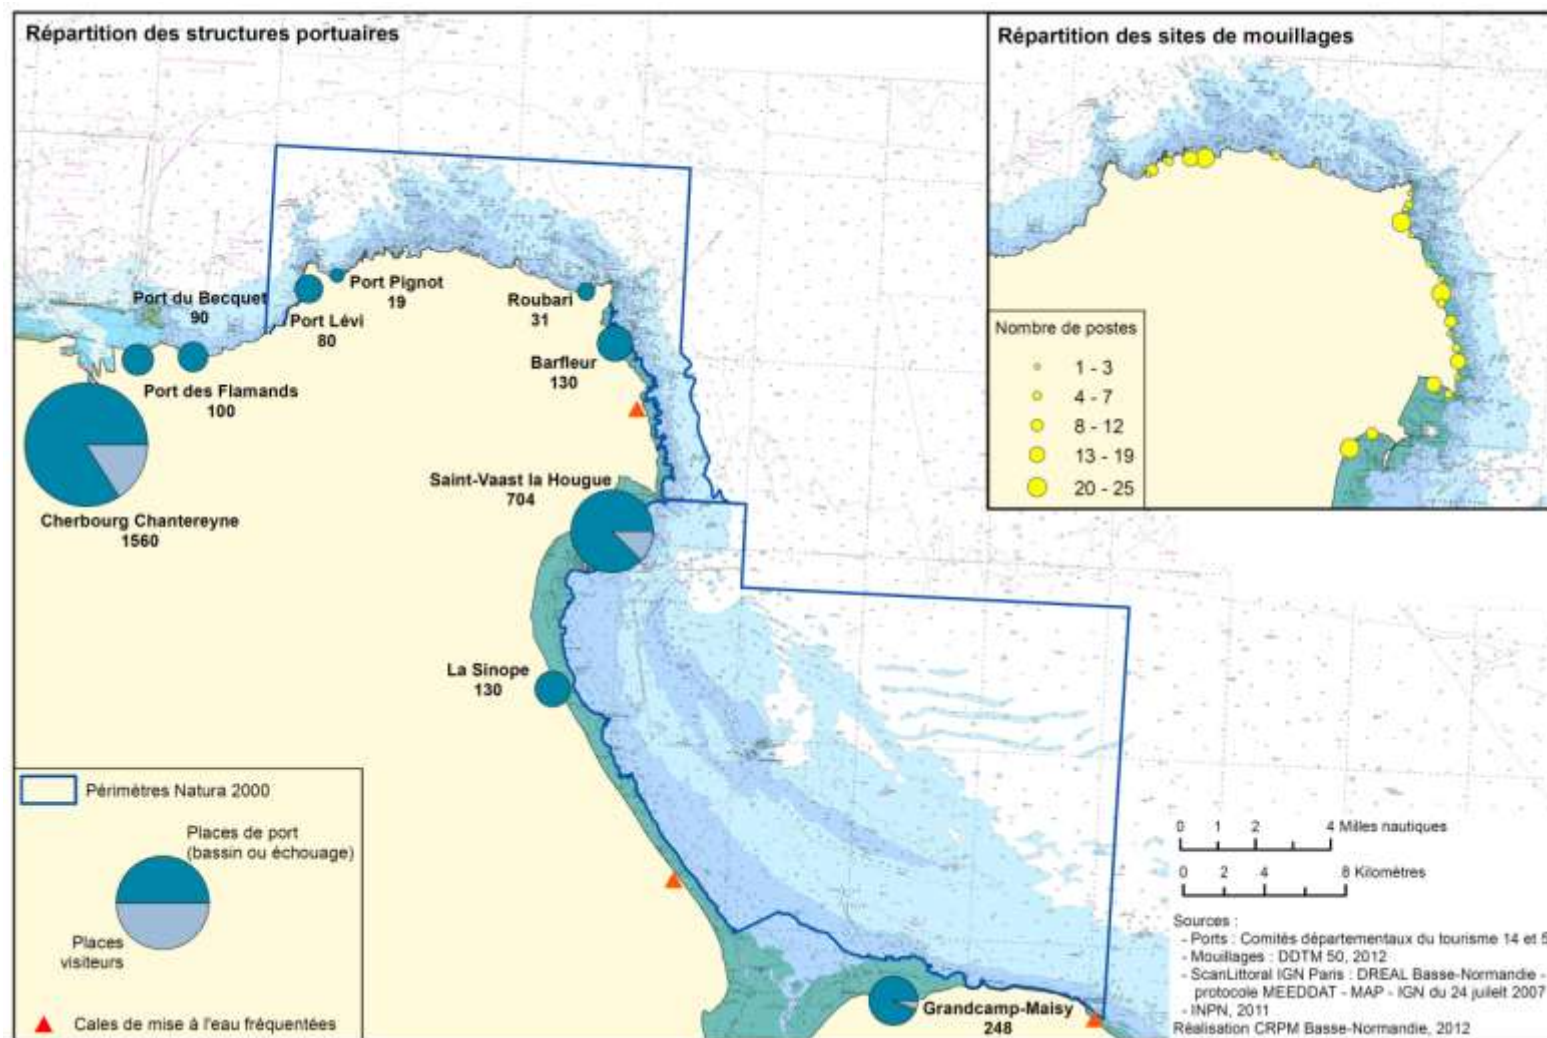 Répartition des structures portuaires
Répartition des sites de mouillages
Port du Becquet
90
Port Pignot
19
Port Lévi
80
Roubari
31
Barfleur
130
Port des Flamands
100
Cherbourg Chantereyne
1560
Saint-Vaast la Hougue
704
La Sinope
130
Grandcamp-Maisy
248
Nombre de postes
1 - 3
4 - 7
8 - 12
13 - 19
20 - 25
Périmètres Natura 2000
Places de port
(bassin ou échouage)
Places
visiteurs
Cales de mise à l'eau fréquentées
0 1 2 4 Milles nautiques
0 2 4 8 Kilomètres
Sources :
- Ports : Comités départementaux du tourisme 14 et 5
- Mouillages : DDTM 50, 2012
- ScanLittoral IGN Paris : DREAL Basse-Normandie -
protocole MEEDDAT - MAP - IGN du 24 juileit 2007
- INPN, 2011
Réalisation CRPM Basse-Normandie, 2012